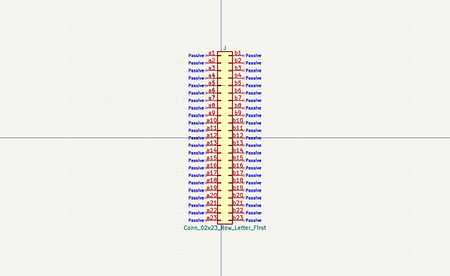 J
Passive a1 b1 Passive
Passive a2 b2 Passive
Passive a3 b3 Passive
Passive a4 b4 Passive
Passive a5 b5 Passive
Passive a6 b6 Passive
Passive a7 b7 Passive
Passive a8 b8 Passive
Passive a9 b9 Passive
Passive a10 b10 Passive
Passive a11 b11 Passive
Passive a12 b12 Passive
Passive a13 b13 Passive
Passive a14 b14 Passive
Passive a15 b15 Passive
Passive a16 b16 Passive
Passive a17 b17 Passive
Passive a18 b18 Passive
Passive a19 b19 Passive
Passive a20 b20 Passive
Passive a21 b21 Passive
Passive a22 b22 Passive
Passive a23 b23 Passive
Conn_02x23_Row_Letter_First